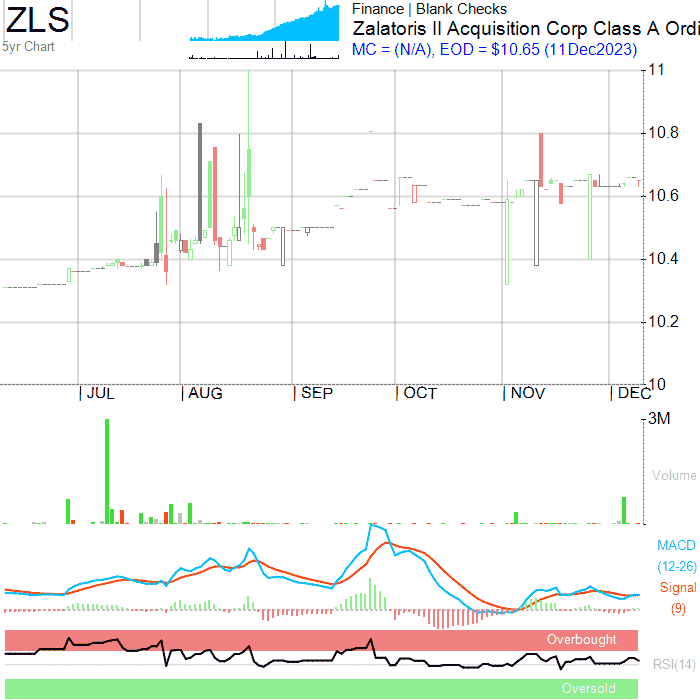 ZLS
5yr Chart
Finance | Blank Checks
Zalatoris II Acquisition Corp Class A Ordi
MC = (N/A), EOD = $10.65 (11Dec2023)
11
10.8
10.6
10.4
10.2
10
| JUL | AUG | SEP | OCT | NOV | DEC
3M
Volume
MACD
(12-26)
Signal
(9)
Overbought
RSI(14)
Oversold